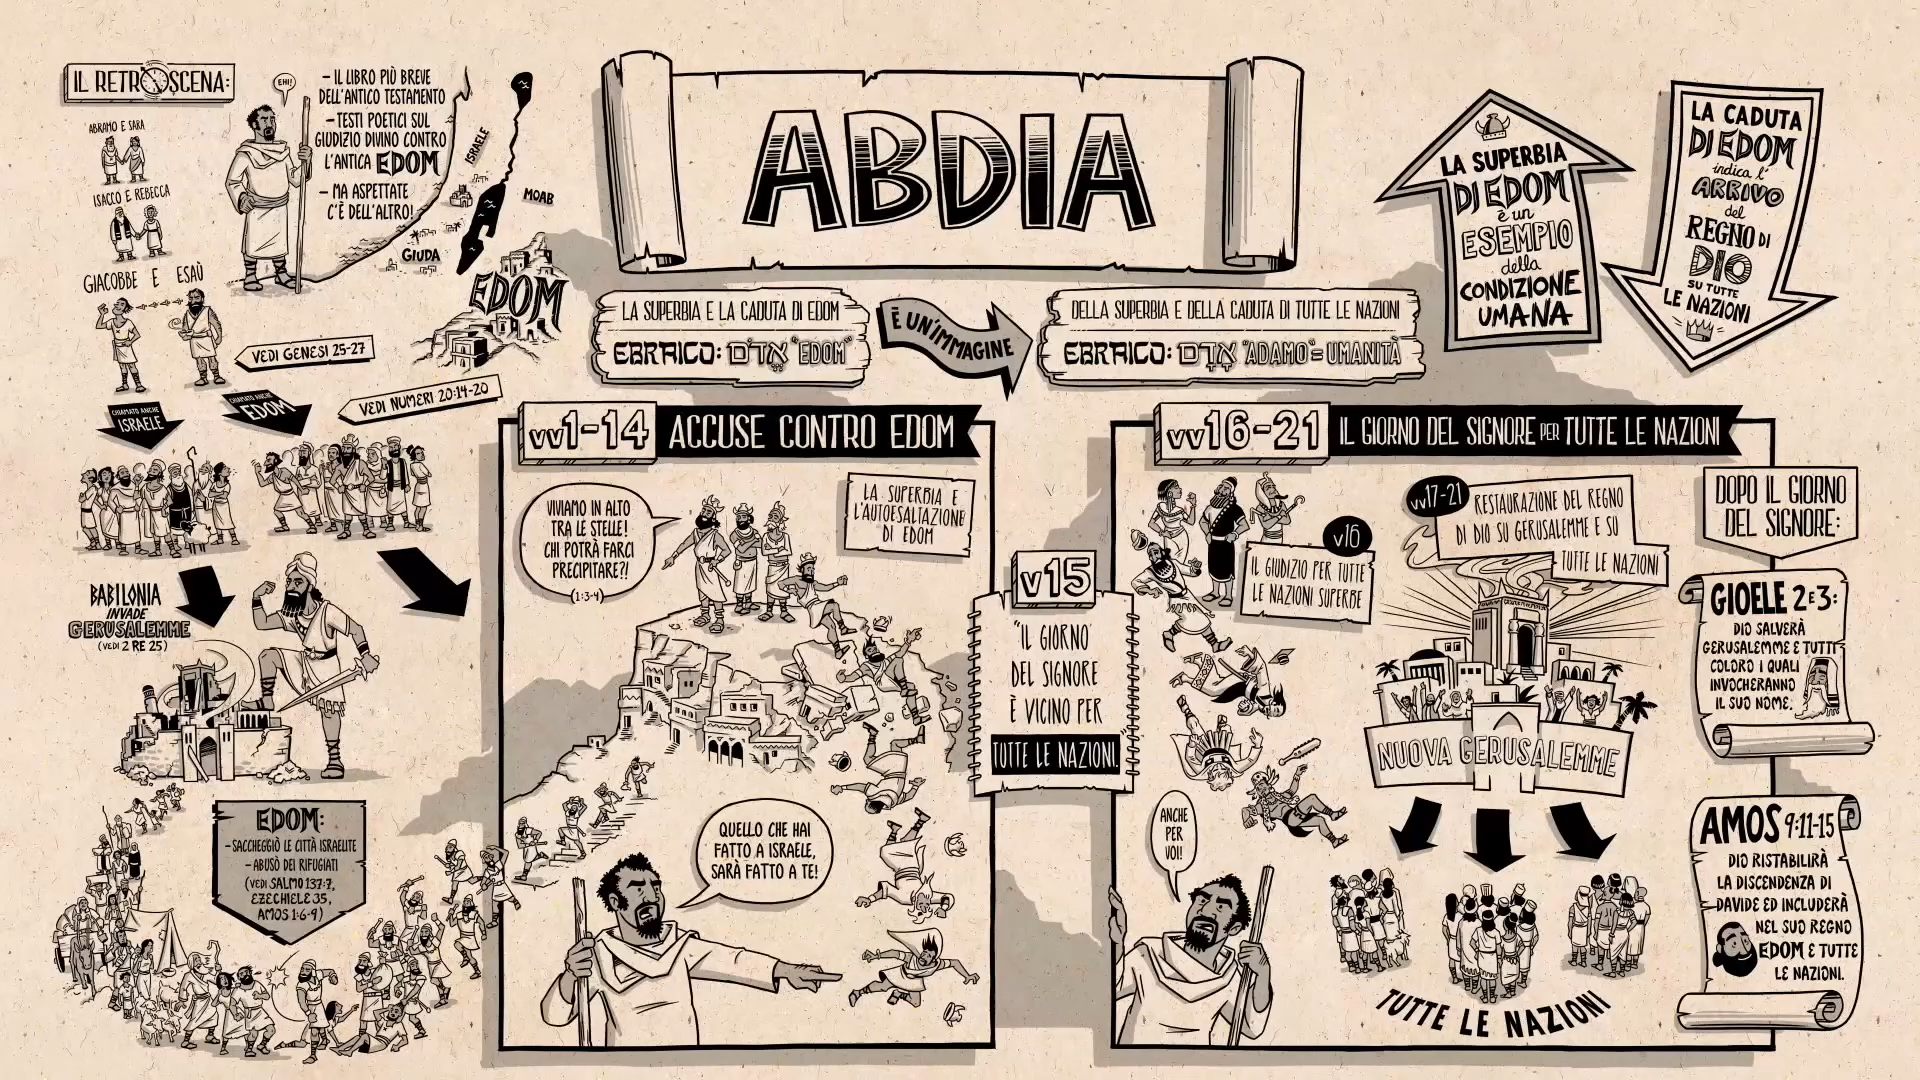 IL RETROSCENA:
ABRAMO E SARA
ISACCO E REBECCA
GIACOBBE E ESAÙ
EHI!
– IL LIBRO PIÙ BREVE
DELL'ANTICO TESTAMENTO
– TESTI POETICI SUL
GIUDIZIO DIVINO CONTRO
L'ANTICA EDOM
– MA ASPETTATE
C'È DELL'ALTRO!
ISRAELE
MOAB
GIUDA
EDOM
VEDI GENESI 25-27
VEDI NUMERI 20:14-20
CHIAMATO ANCHE
ISRAELE
CHIAMATO ANCHE
EDOM
BABILONIA
INVADE
GERUSALEMME
(VEDI 2 RE 25)
EDOM:
– SACCHEGGIÒ LE CITTÀ ISRAELITE
– ABUSÒ DEI RIFUGIATI
(VEDI SALMO 137:7,
EZECHIELE 35,
AMOS 1:6-9)
ABDIA
LA SUPERBIA E LA CADUTA DI EDOM
EBRAICO: אֱדֹם "EDOM"
È UN'IMMAGINE
DELLA SUPERBIA E DELLA CADUTA DI TUTTE LE NAZIONI
EBRAICO: אָדָם "ADAMO" = UMANITÀ
LA SUPERBIA
DI EDOM
è un
ESEMPIO
della
CONDIZIONE
UMANA
LA CADUTA
DI EDOM
indica l'
ARRIVO
del
REGNO DI
DIO
SU TUTTE
LE NAZIONI
vv1-14 ACCUSE CONTRO EDOM
VIVIAMO IN ALTO
TRA LE STELLE!
CHI POTRÀ FARCI
PRECIPITARE?!
(1:3-4)
LA SUPERBIA E
L'AUTOESALTAZIONE
DI EDOM
QUELLO CHE HAI
FATTO A ISRAELE,
SARÀ FATTO A TE!
v15
"IL GIORNO
DEL SIGNORE
È VICINO PER
TUTTE LE NAZIONI."
vv16-21 IL GIORNO DEL SIGNORE PER TUTTE LE NAZIONI
v16
IL GIUDIZIO PER TUTTE
LE NAZIONI SUPERBE
ANCHE
PER
VOI!
vv17-21
RESTAURAZIONE DEL REGNO
DI DIO SU GERUSALEMME E SU
TUTTE LE NAZIONI
NUOVA GERUSALEMME
TUTTE LE NAZIONI
DOPO IL GIORNO
DEL SIGNORE:
GIOELE 2 E 3:
DIO SALVERÀ
GERUSALEMME E TUTTI
COLORO I QUALI
INVOCHERANNO
IL SUO NOME.
AMOS 9:11-15
DIO RISTABILIRÀ
LA DISCENDENZA DI
DAVIDE ED INCLUDERÀ
NEL SUO REGNO
EDOM E TUTTE
LE NAZIONI.